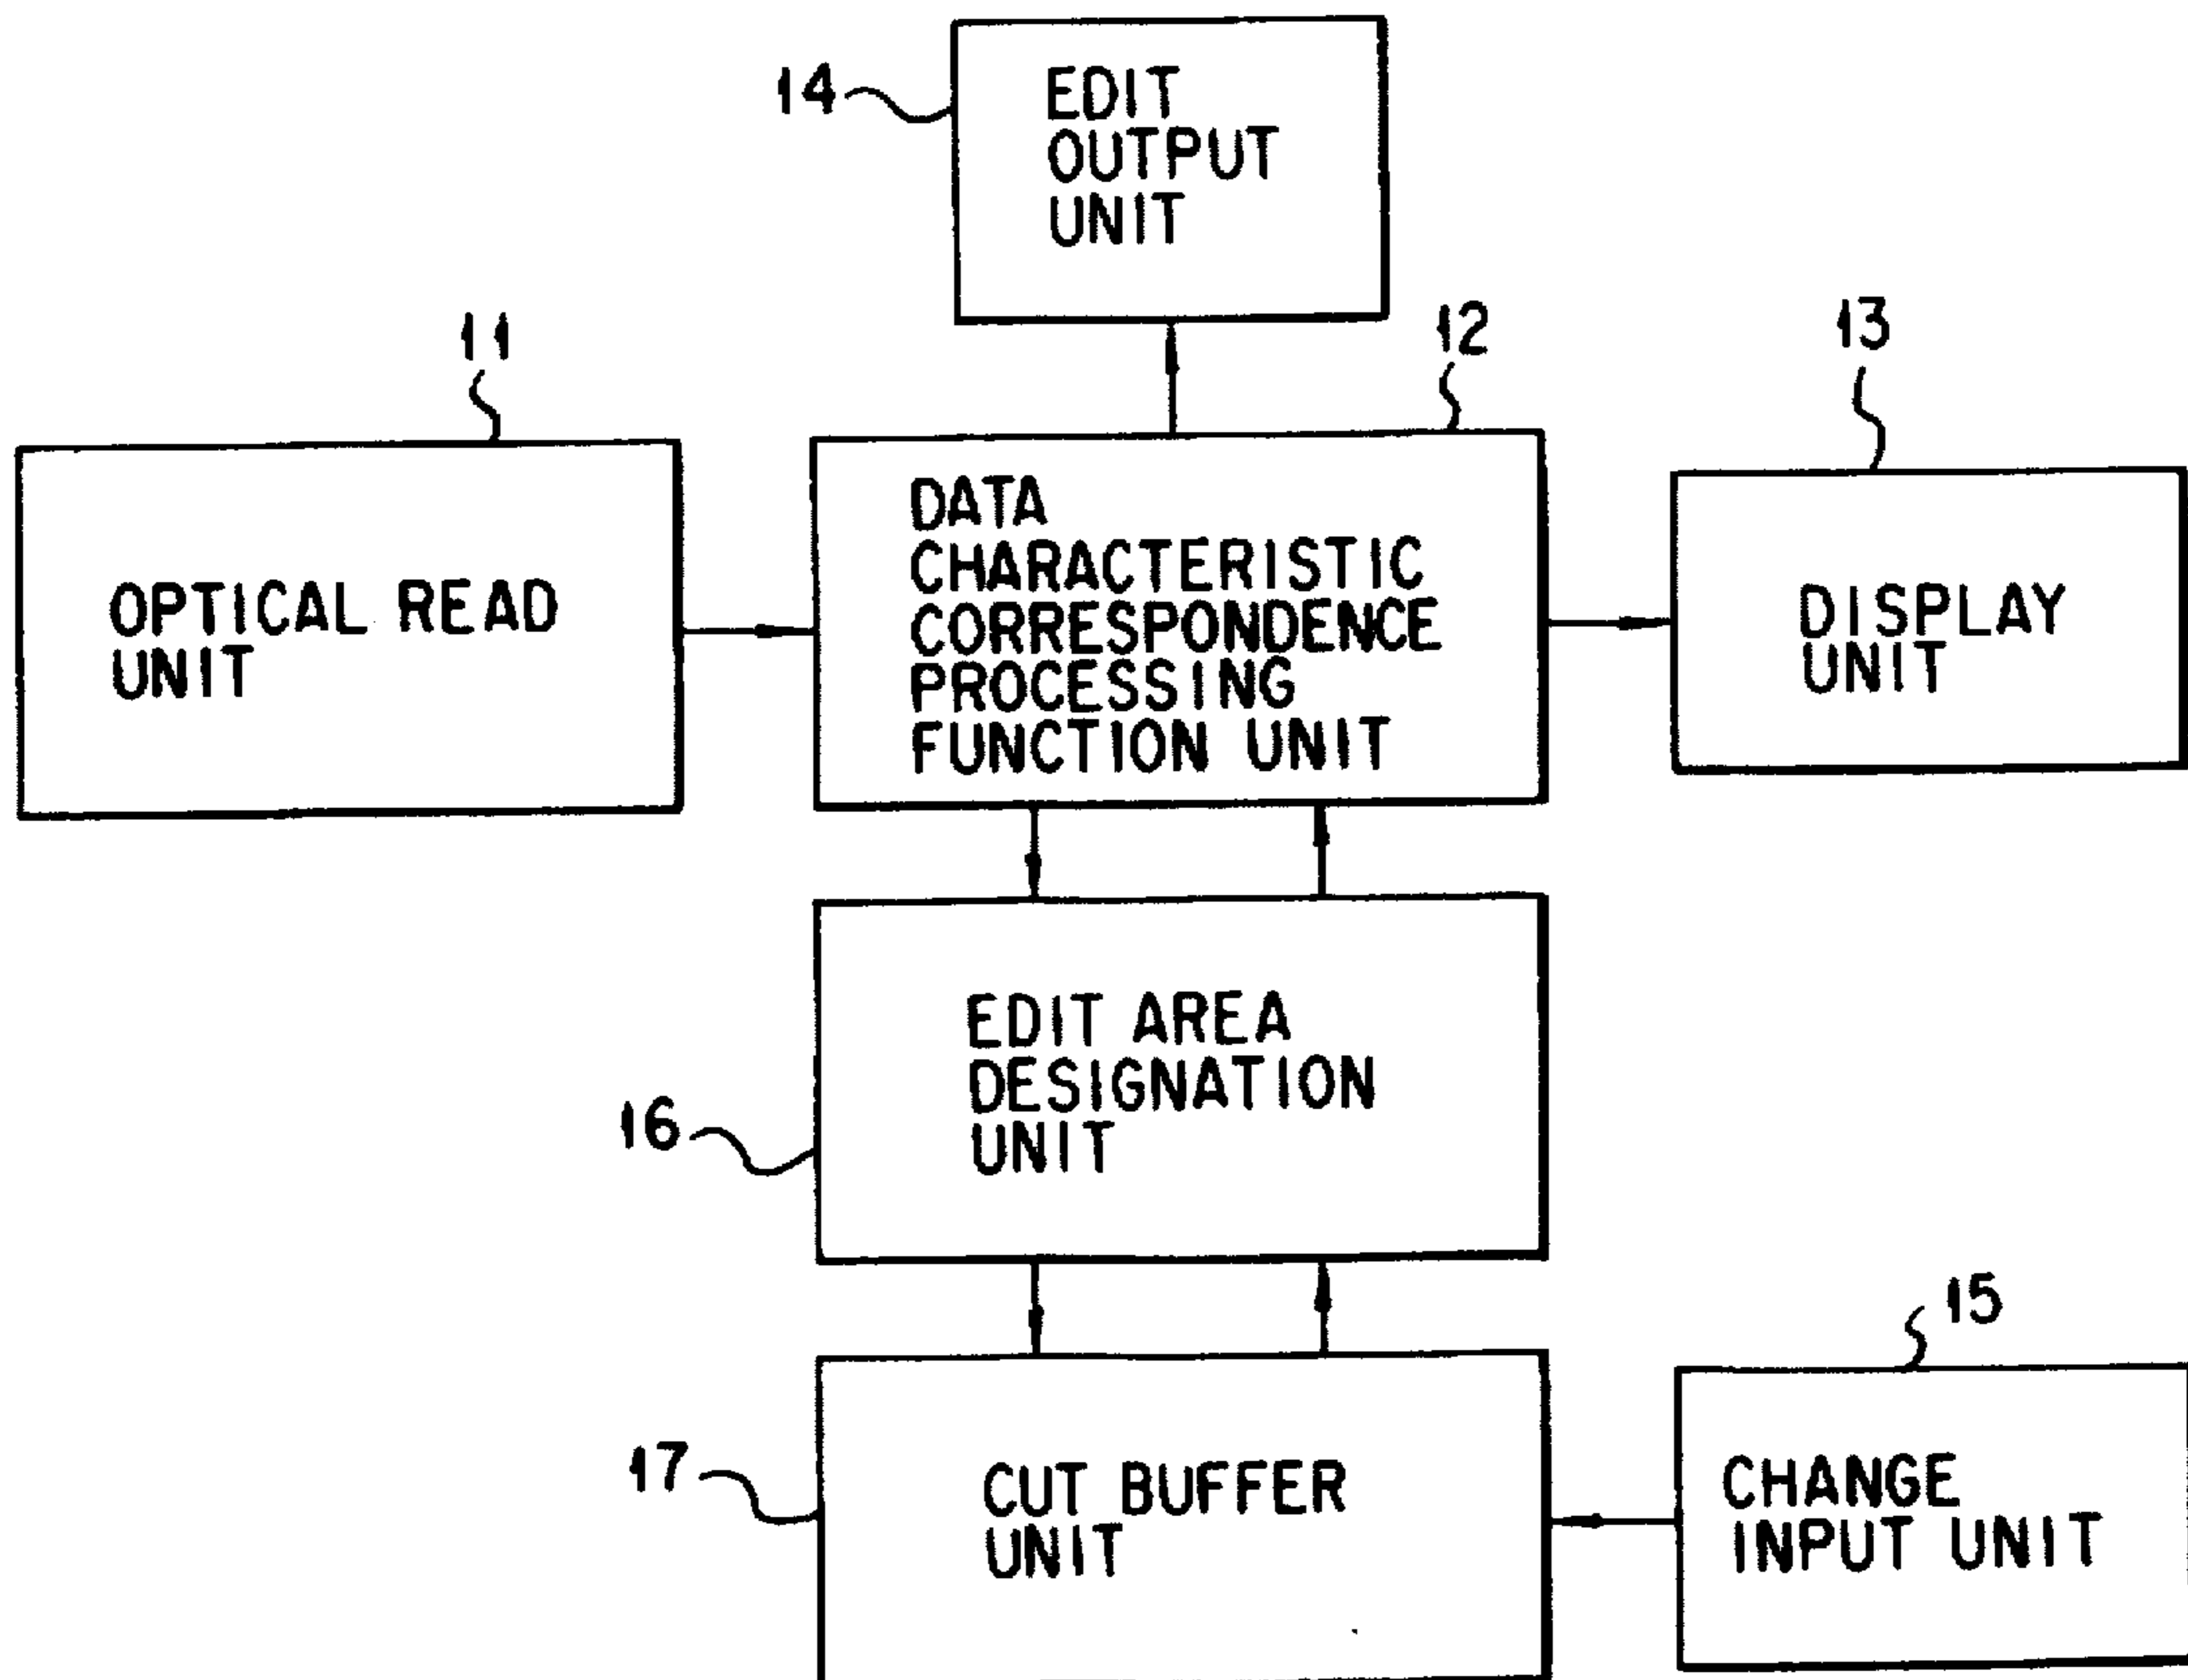 14
EDIT
OUTPUT
UNIT
11
12
13
OPTICAL READ
UNIT
DATA
CHARACTERISTIC
CORRESPONDENCE
PROCESSING
FUNCTION UNIT
DISPLAY
UNIT
16
EDIT AREA
DESIGNATION
UNIT
15
17
CUT BUFFER
UNIT
CHANGE
INPUT UNIT